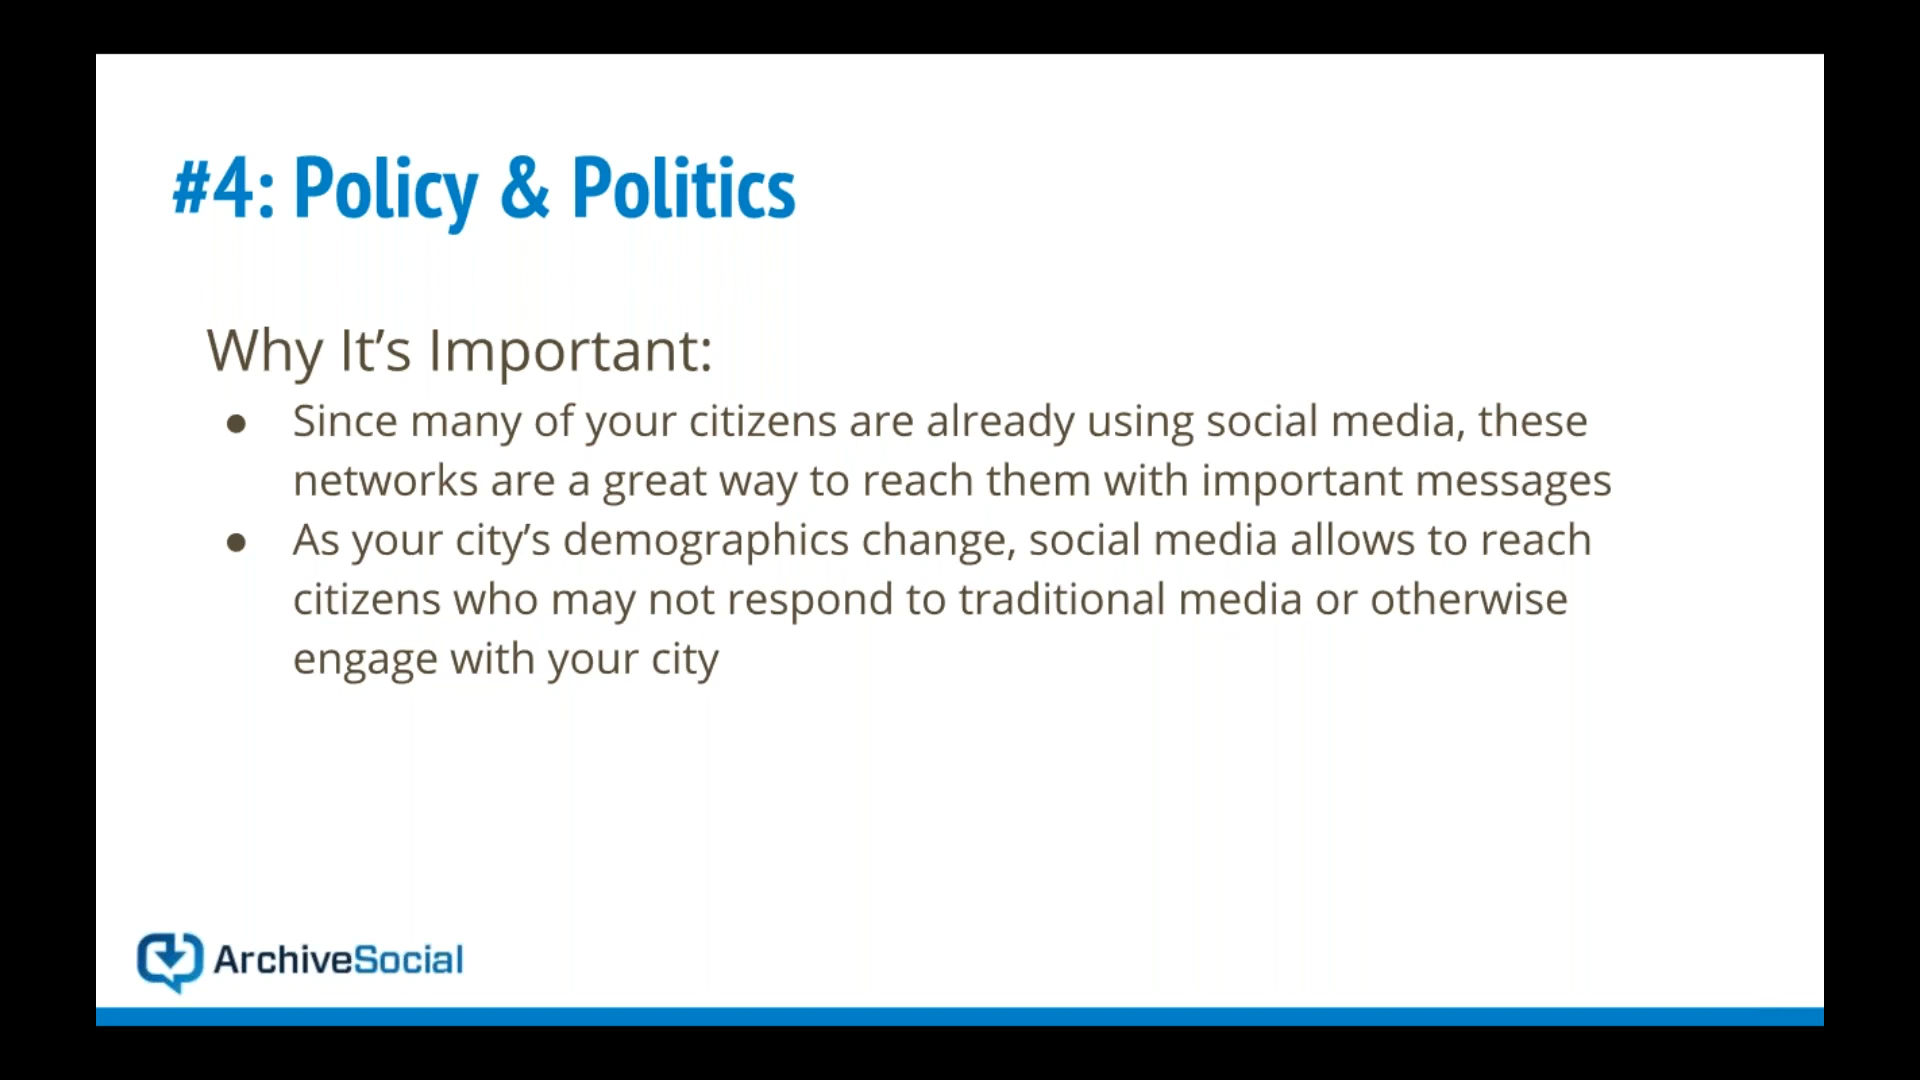 #4: Policy & Politics
Why It’s Important:
● Since many of your citizens are already using social media, these
networks are a great way to reach them with important messages
● As your city’s demographics change, social media allows to reach
citizens who may not respond to traditional media or otherwise
engage with your city
ArchiveSocial